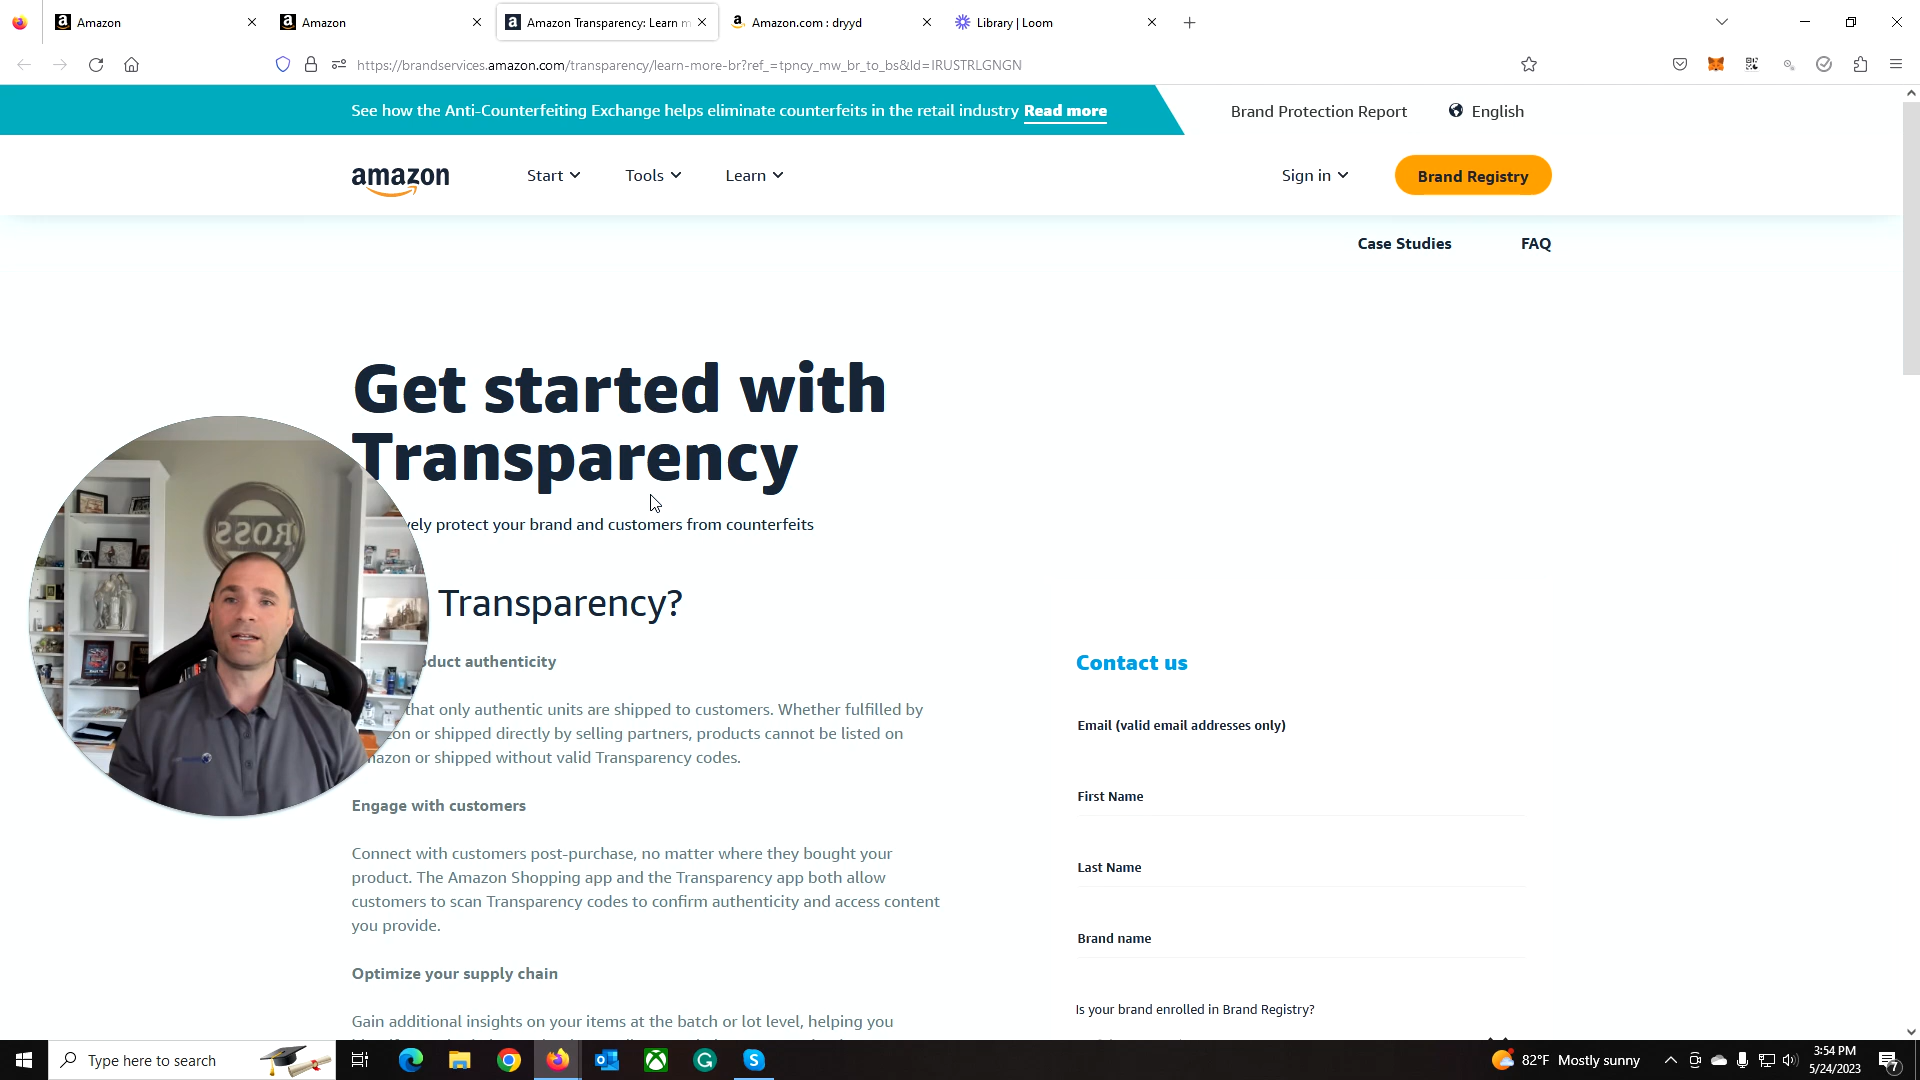 Amazon
Amazon
Amazon Transparency: Learn m
Amazon.com : dryyd
Library | Loom
https://brandservices.amazon.com/transparency/learn-more-br?ref_=tpncy_mw_br_to_bs&ld=IRUSTRLGNGN
See how the Anti-Counterfeiting Exchange helps eliminate counterfeits in the retail industry Read more
Brand Protection Report
English
amazon
Start
Tools
Learn
Sign in
Brand Registry
Case Studies
FAQ
Get started with
Transparency
vely protect your brand and customers from counterfeits
Transparency?
oduct authenticity
that only authentic units are shipped to customers. Whether fulfilled by
on or shipped directly by selling partners, products cannot be listed on
mazon or shipped without valid Transparency codes.
Engage with customers
Connect with customers post-purchase, no matter where they bought your
product. The Amazon Shopping app and the Transparency app both allow
customers to scan Transparency codes to confirm authenticity and access content
you provide.
Optimize your supply chain
Gain additional insights on your items at the batch or lot level, helping you
Contact us
Email (valid email addresses only)
First Name
Last Name
Brand name
Is your brand enrolled in Brand Registry?
ROSS
Type here to search
82°F Mostly sunny
3:54 PM
5/24/2023
7